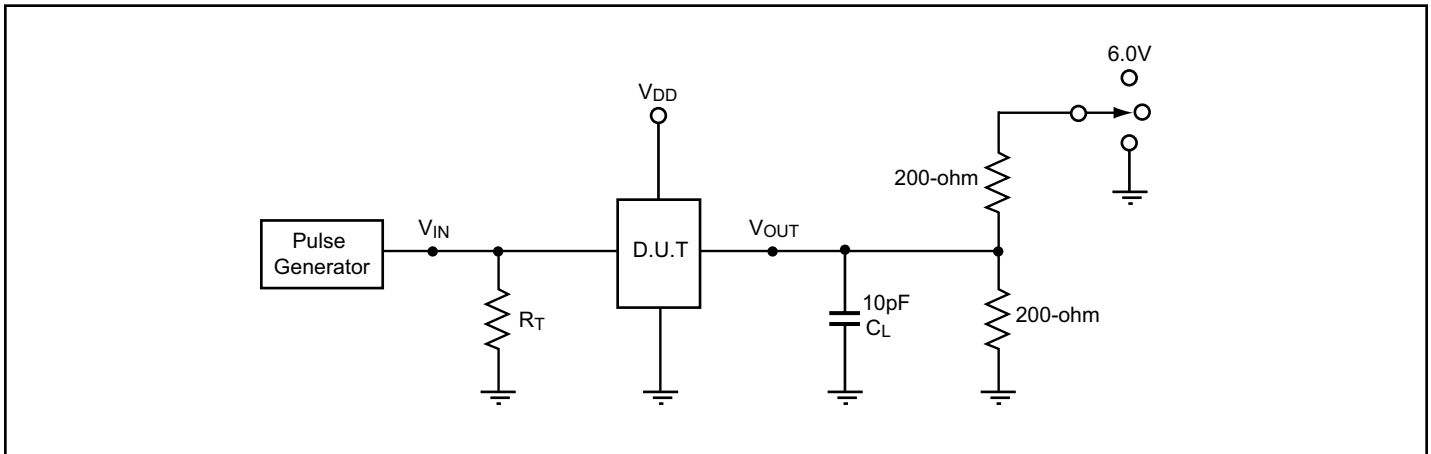 6.0V
VDD
200-ohm
VIN
VOUT
Pulse
Generator
D.U.T
10pF
CL
RT
200-ohm